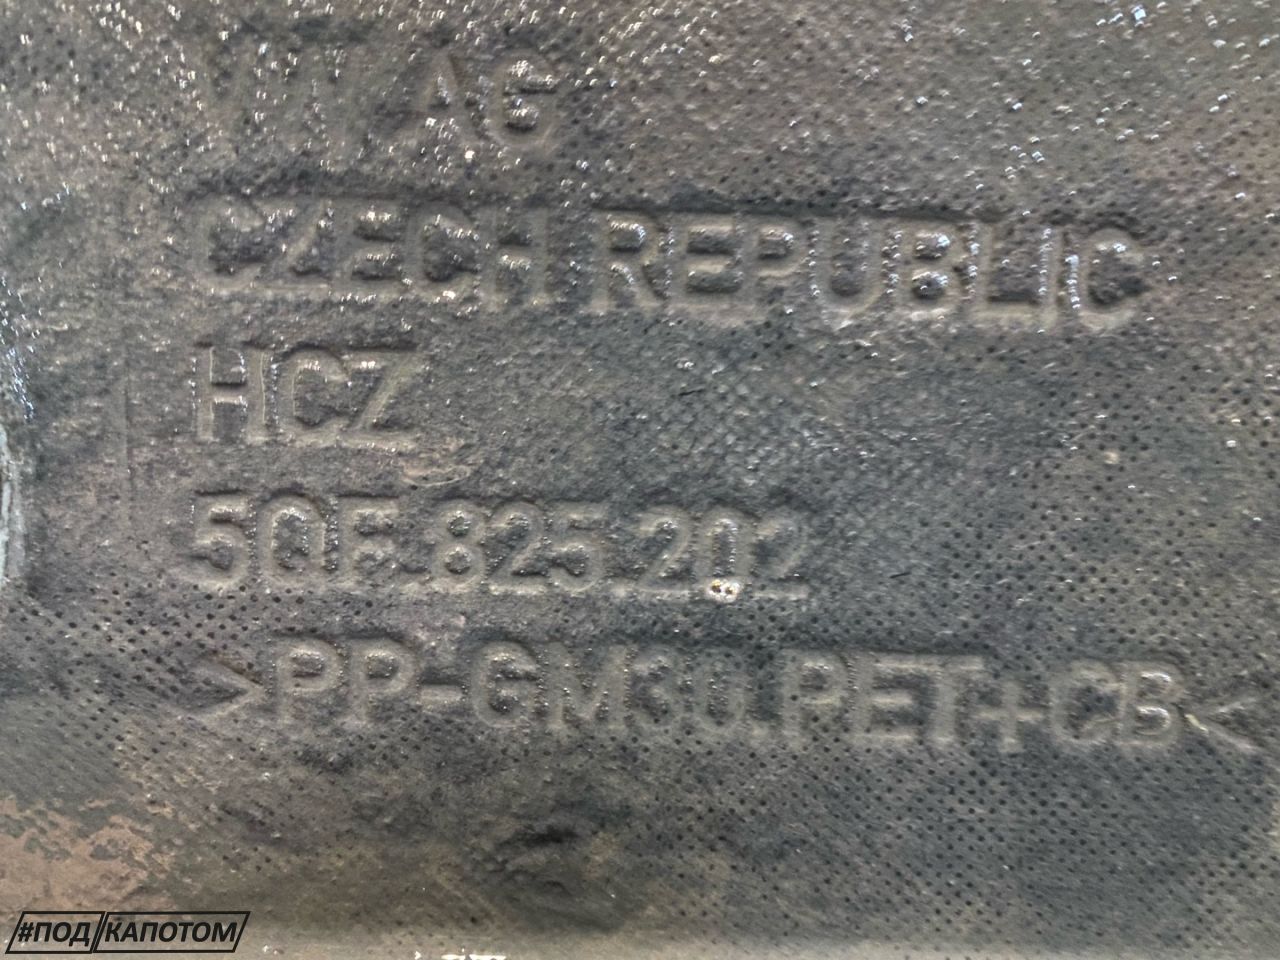 VW AG
CZECH REPUBLIC
HCZ
5QF.825.202
>PP-GM30.PET+CB<
#ПОД КАПОТОМ